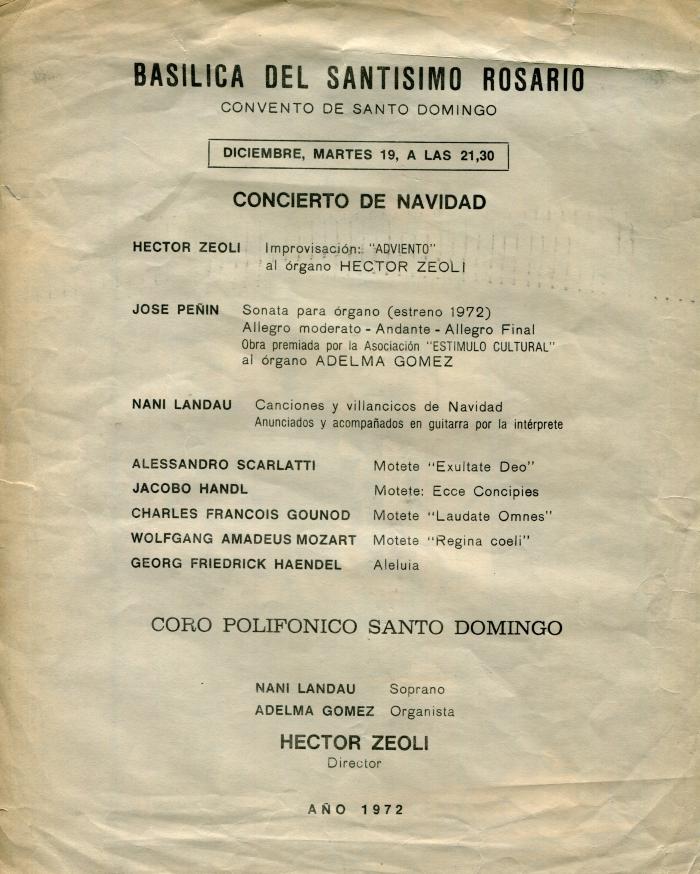 BASILICA DEL SANTISIMO ROSARIO
CONVENTO DE SANTO DOMINGO
DICIEMBRE, MARTES 19, A LAS 21,30
CONCIERTO DE NAVIDAD
HECTOR ZEOLI Improvisación: "ADVIENTO"
al órgano HECTOR ZEOLI
JOSE PEÑIN Sonata para órgano (estreno 1972)
Allegro moderato - Andante - Allegro Final
Obra premiada por la Asociación "ESTIMULO CULTURAL"
al órgano ADELMA GOMEZ
NANI LANDAU Canciones y villancicos de Navidad
Anunciados y acompañados en guitarra por la intérprete
ALESSANDRO SCARLATTI Motete "Exultate Deo"
JACOBO HANDL Motete: Ecce Concipies
CHARLES FRANCOIS GOUNOD Motete "Laudate Omnes"
WOLFGANG AMADEUS MOZART Motete "Regina coeli"
GEORG FRIEDRICK HAENDEL Aleluia
CORO POLIFONICO SANTO DOMINGO
NANI LANDAU Soprano
ADELMA GOMEZ Organista
HECTOR ZEOLI
Director
AÑO 1972